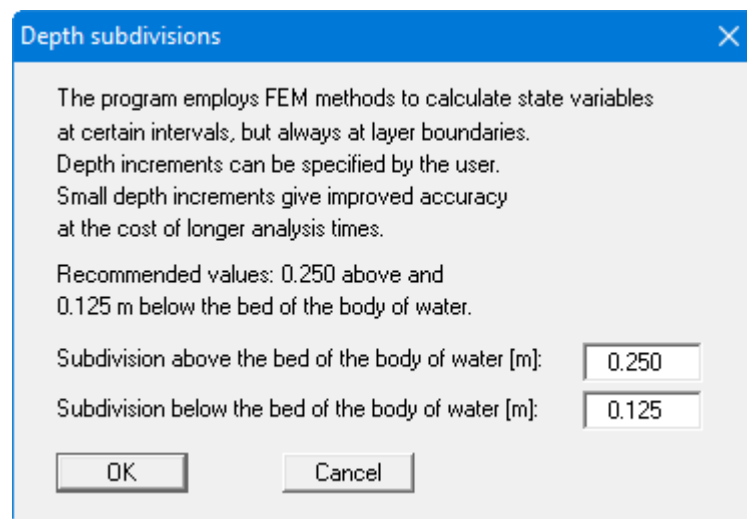 Depth subdivisions
The program employs FEM methods to calculate state variables
at certain intervals, but always at layer boundaries.
Depth increments can be specified by the user.
Small depth increments give improved accuracy
at the cost of longer analysis times.
Recommended values: 0.250 above and
0.125 m below the bed of the body of water.
Subdivision above the bed of the body of water [m]: 0.250
Subdivision below the bed of the body of water [m]: 0.125
OK Cancel